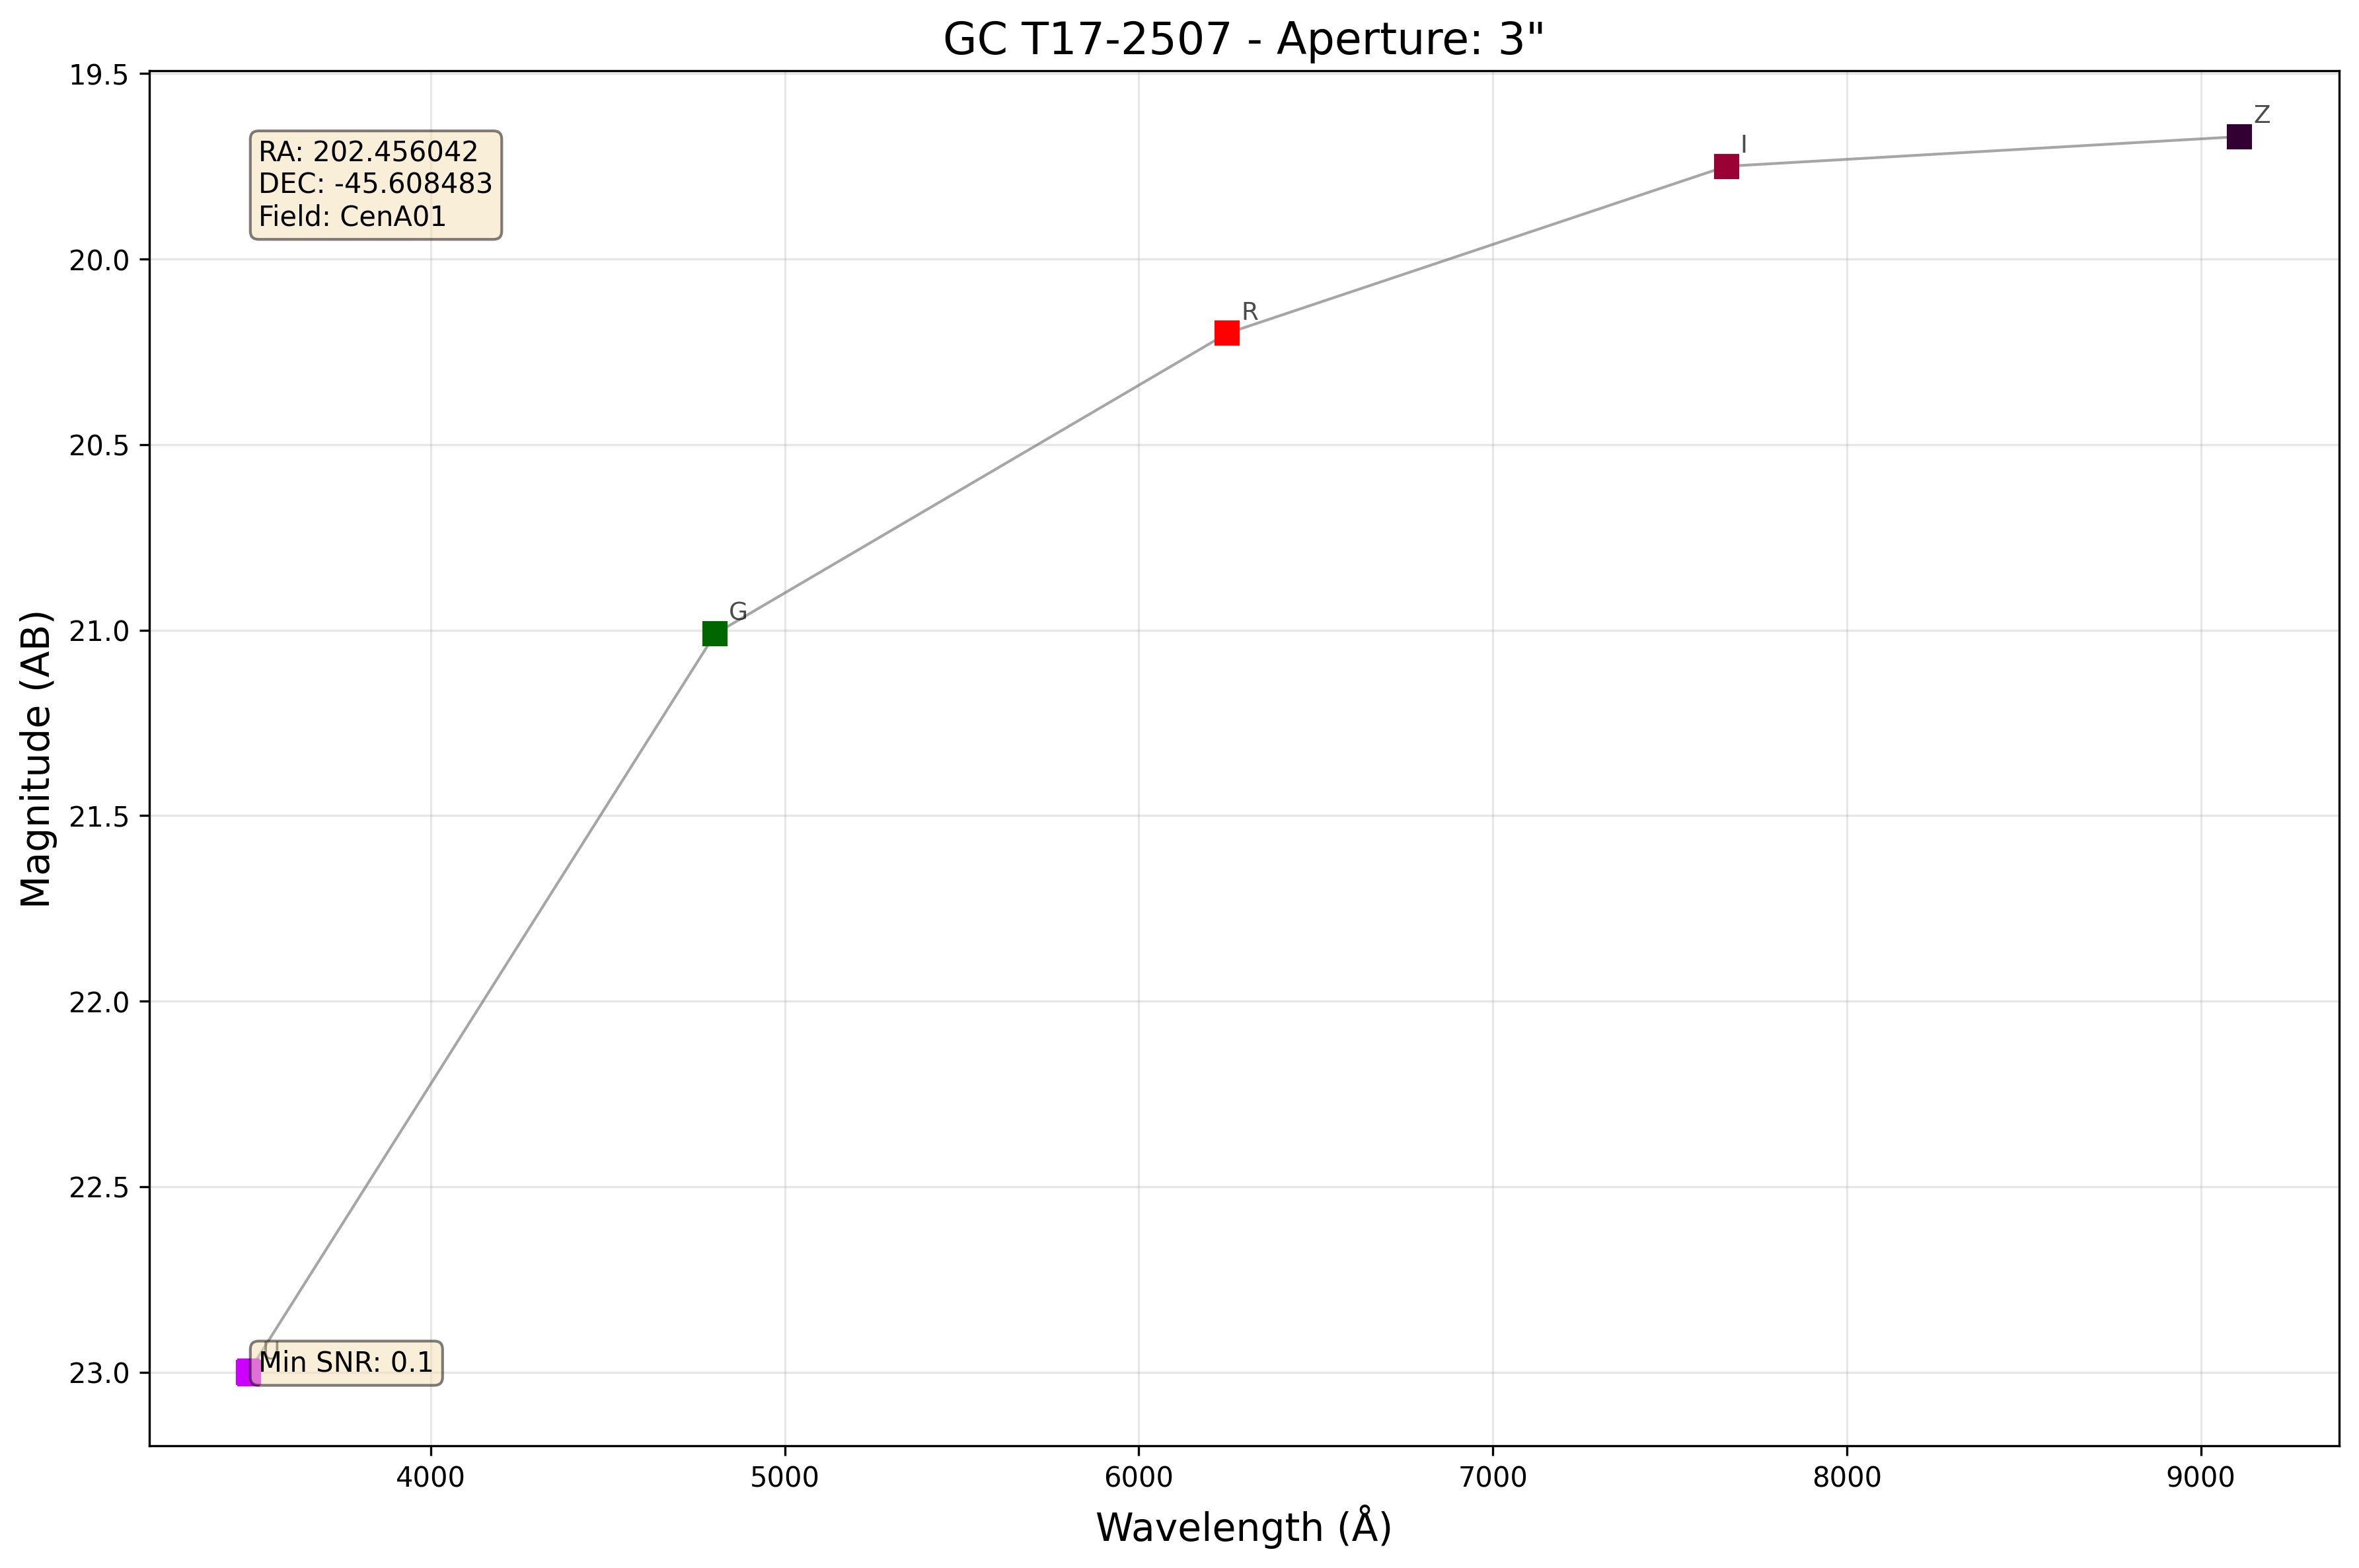 GC T17-2507 - Aperture: 3"
19.5
20.0
20.5
21.0
21.5
22.0
22.5
23.0
Magnitude (AB)
RA: 202.456042
DEC: -45.608483
Field: CenA01
Z
I
R
G
Min SNR: 0.1
4000
5000
6000
7000
8000
9000
Wavelength (Å)